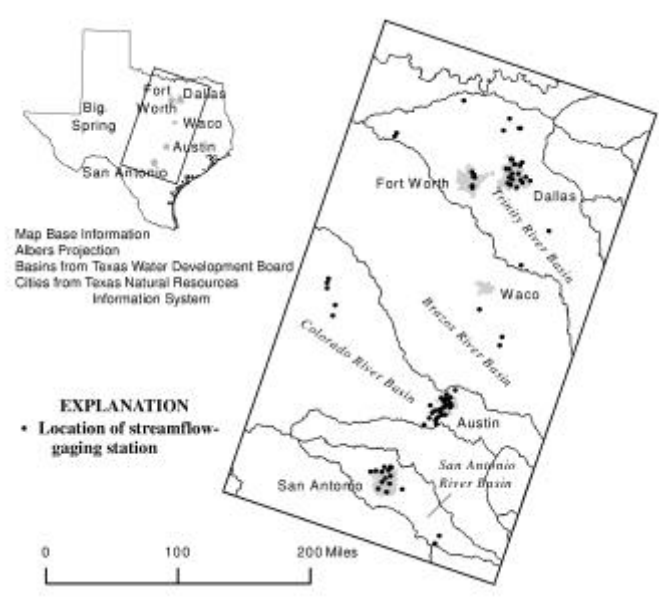 Fort
Worth
Dallas
Big
Spring
Waco
Austin
San Antonio
Map Base Information
Albers Projection
Basins from Texas Water Development Board
Cities from Texas Natural Resources
Information System
EXPLANATION
• Location of streamflow-
gaging station
0 100 200 Miles
Fort Worth
Dallas
Trinity River Basin
Waco
Brazos River Basin
Colorado River Basin
Austin
San Antonio
River Basin
San Antonio